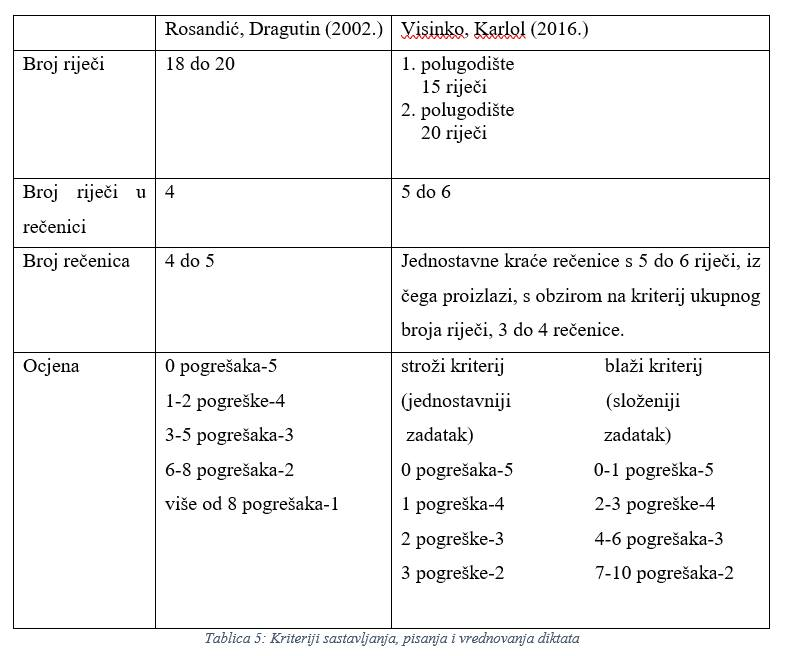 Rosandić, Dragutin (2002.) Visinko, Karlol (2016.)
Broj riječi 18 do 20 1. polugodište
15 riječi
2. polugodište
20 riječi
Broj riječi u 4 5 do 6
rečenici
Broj rečenica 4 do 5 Jednostavne kraće rečenice s 5 do 6 riječi, iz
čega proizlazi, s obzirom na kriterij ukupnog
broja riječi, 3 do 4 rečenice.
Ocjena 0 pogrešaka-5 stroži kriterij blaži kriterij
1-2 pogreške-4 (jednostavniji (složeniji
3-5 pogrešaka-3 zadatak) zadatak)
6-8 pogrešaka-2 0 pogrešaka-5 0-1 pogreška-5
više od 8 pogrešaka-1 1 pogreška-4 2-3 pogreške-4
2 pogreške-3 4-6 pogrešaka-3
3 pogreške-2 7-10 pogrešaka-2
Tablica 5: Kriteriji sastavljanja, pisanja i vrednovanja diktata